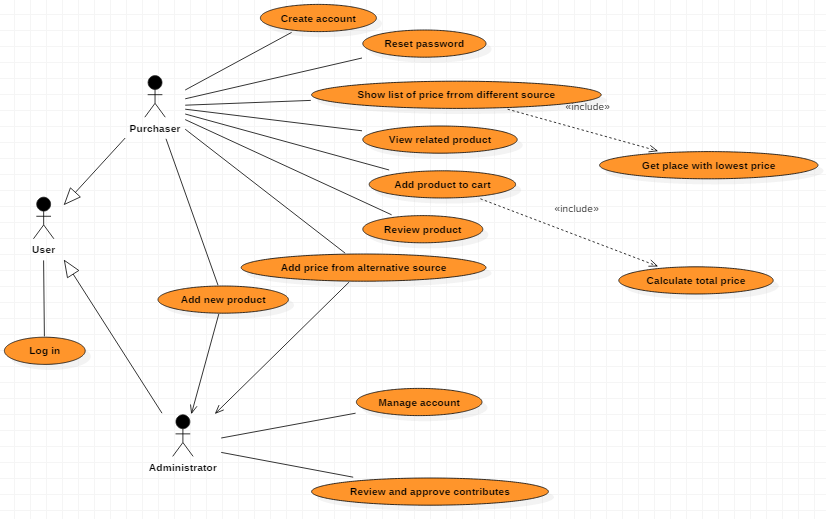 Create account
Reset password
Show list of price frrom different source
«include»
Purchaser
View related product
Get place with lowest price
Add product to cart
«include»
Review product
User
Add price from alternative source
Calculate total price
Add new product
Log in
Manage account
Administrator
Review and approve contributes